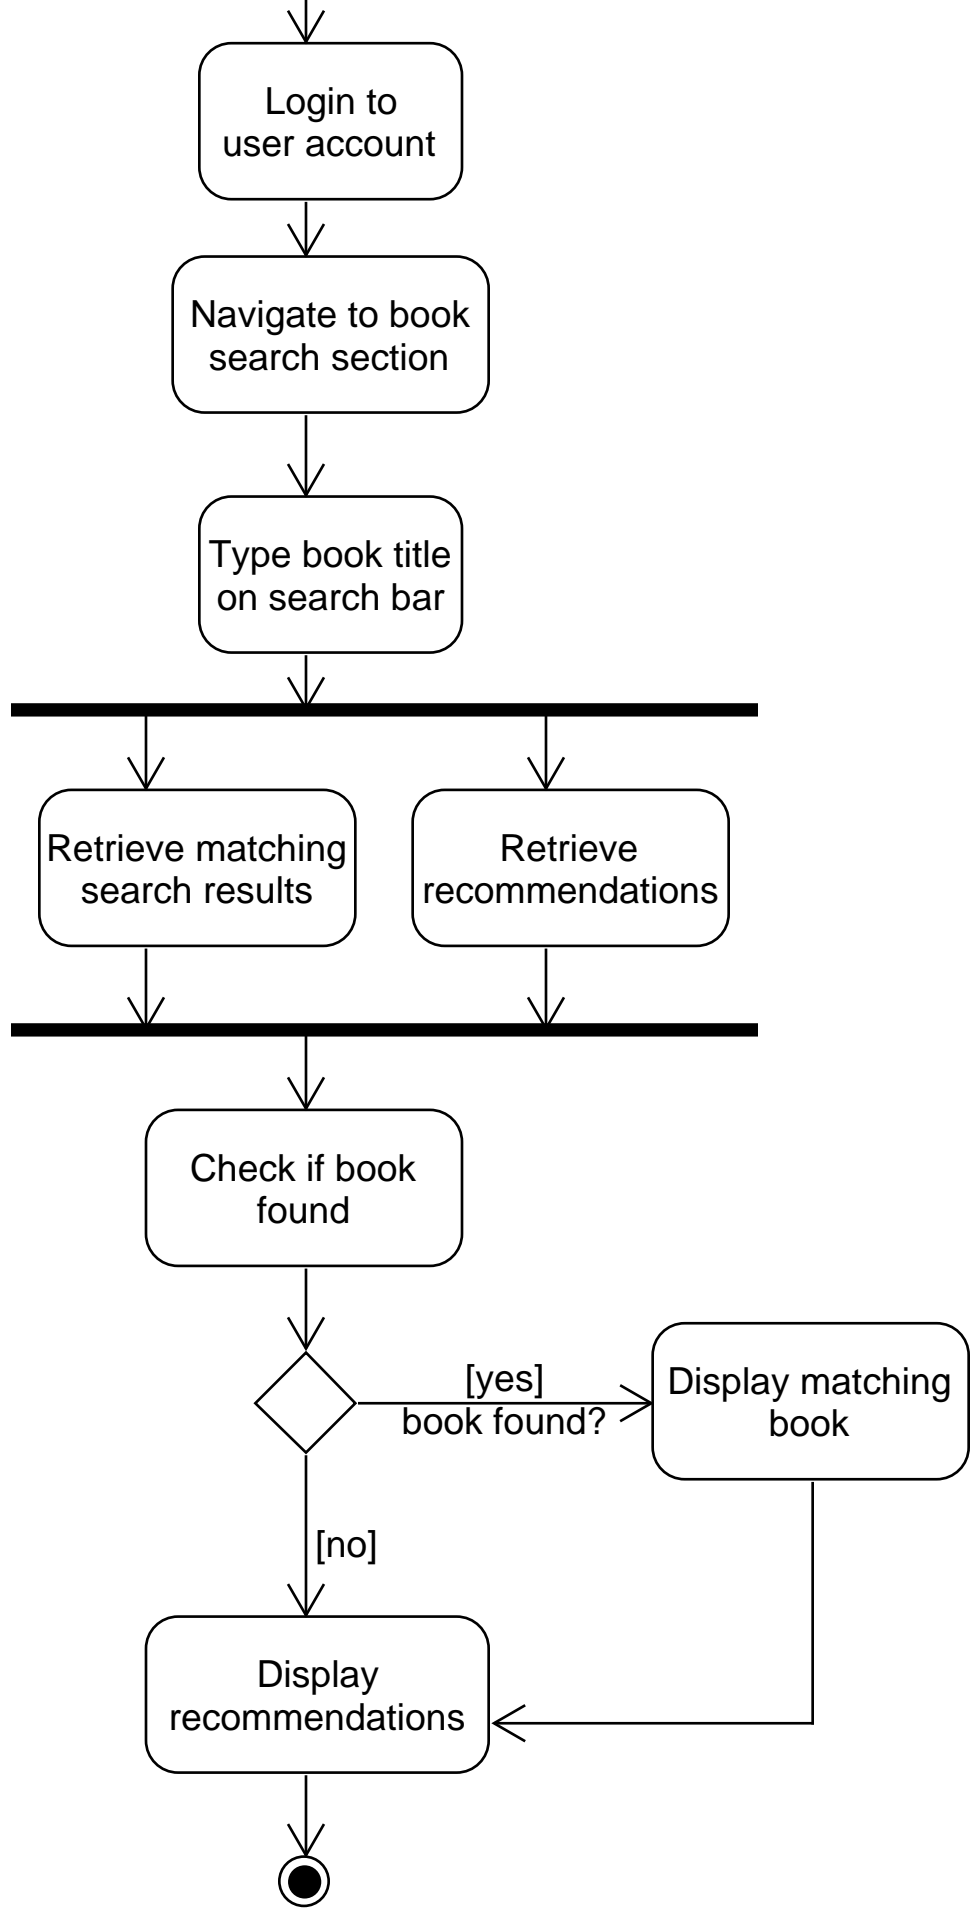 Login to
user account
Navigate to book
search section
Type book title
on search bar
Retrieve matching
search results
Retrieve
recommendations
Check if book
found
[yes]
book found?
Display matching
book
[no]
Display
recommendations